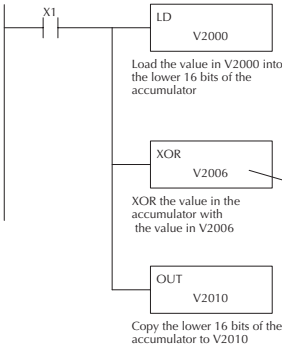 X1
LD
V2000
Load the value in V2000 into
the lower 16 bits of the
accumulator
XOR
V2006
XOR the value in the
accumulator with
the value in V2006
OUT
V2010
Copy the lower 16 bits of the
accumulator to V2010